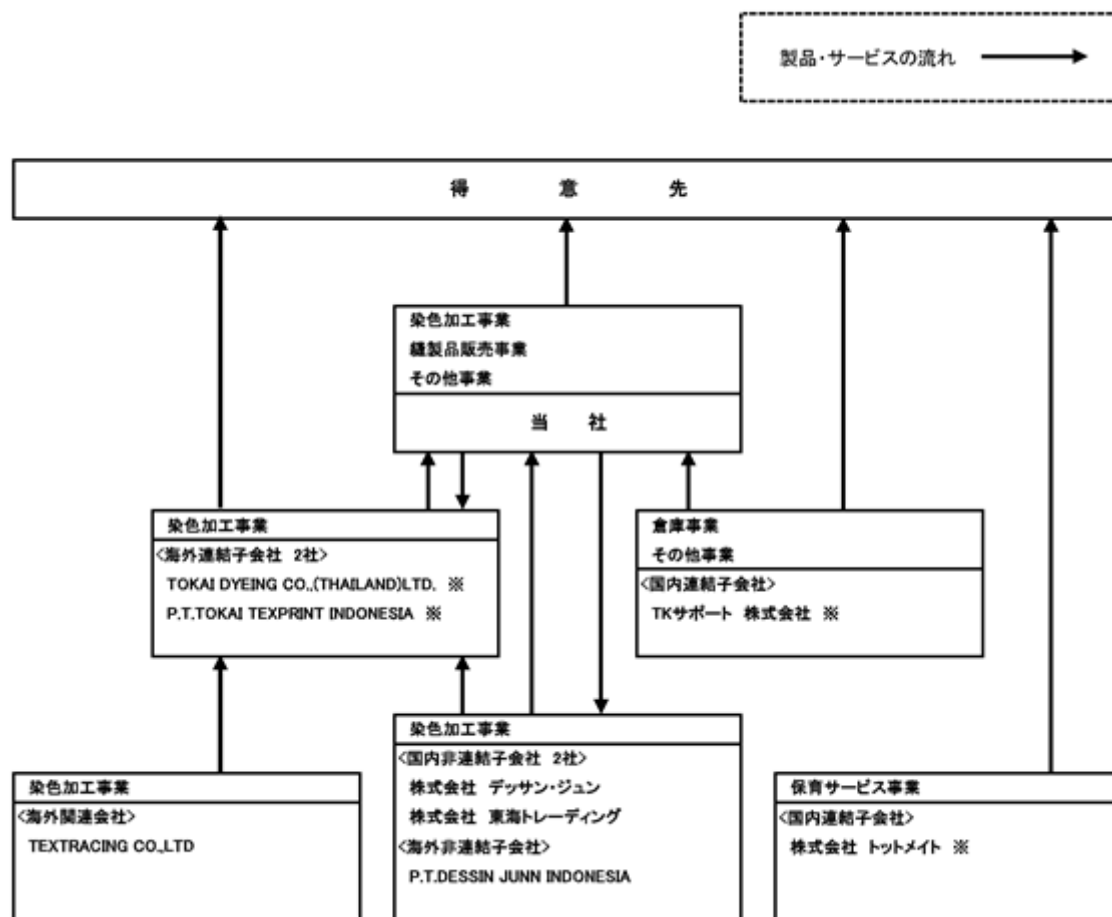 製品・サービスの流れ
得 意 先
染色加工事業
縫製品販売事業
その他事業
当 社
染色加工事業
<海外連結子会社 2社>
TOKAI DYEING CO.,(THAILAND)LTD. ※
P.T.TOKAI TEXPRINT INDONESIA ※
倉庫事業
その他事業
<国内連結子会社>
TKサポート 株式会社 ※
染色加工事業
<海外関連会社>
TEXTRACING CO.,LTD
染色加工事業
<国内非連結子会社 2社>
株式会社 デッサン・ジュン
株式会社 東海トレーディング
<海外非連結子会社>
P.T.DESSIN JUNN INDONESIA
保育サービス事業
<国内連結子会社>
株式会社 トットメイト ※